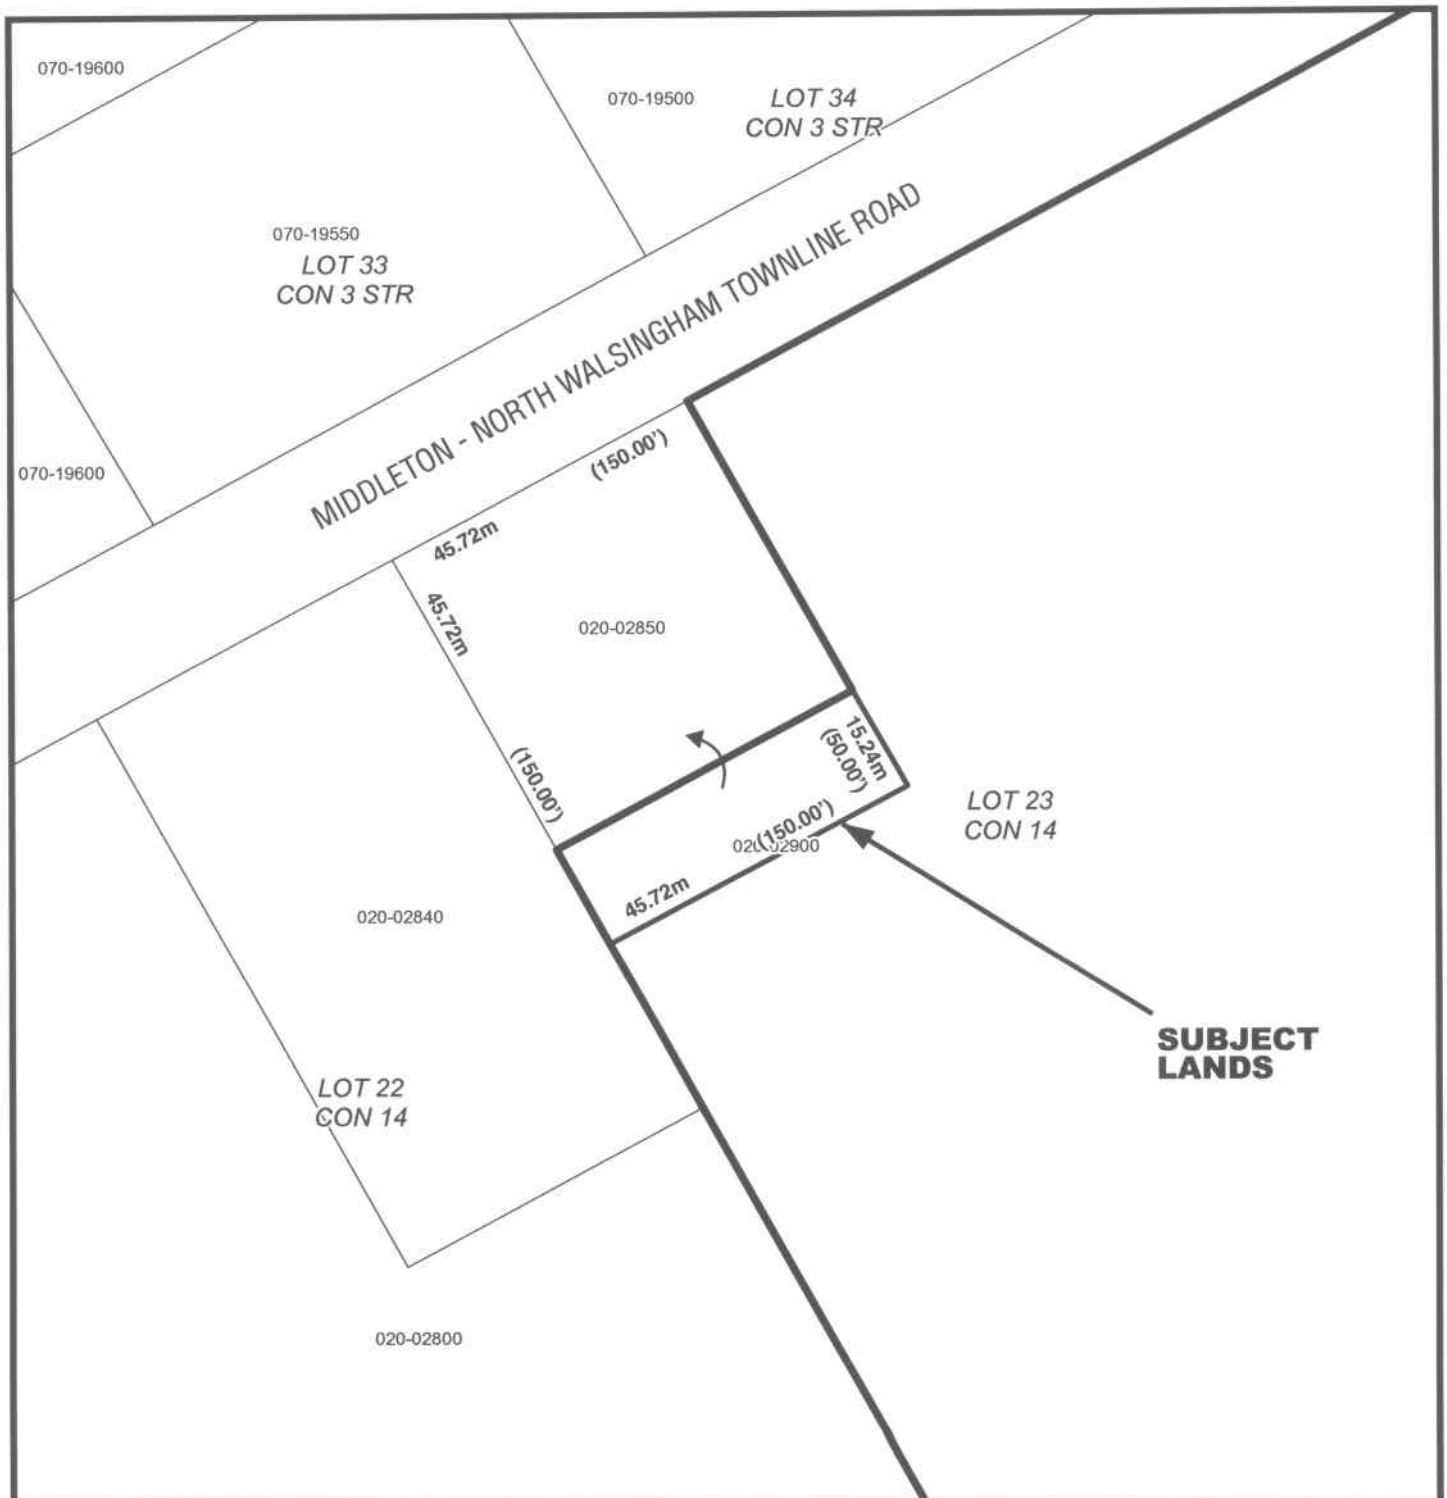 070-19600
070-19500
LOT 34
CON 3 STR
070-19550
LOT 33
CON 3 STR
MIDDLETON - NORTH WALSINGHAM TOWNLINE ROAD
070-19600
(150.00')
45.72m
45.72m
020-02850
(150.00')
15.24m
(50.00')
LOT 23
CON 14
(150.00')
020-02900
45.72m
020-02840
SUBJECT
LANDS
LOT 22
CON 14
020-02800